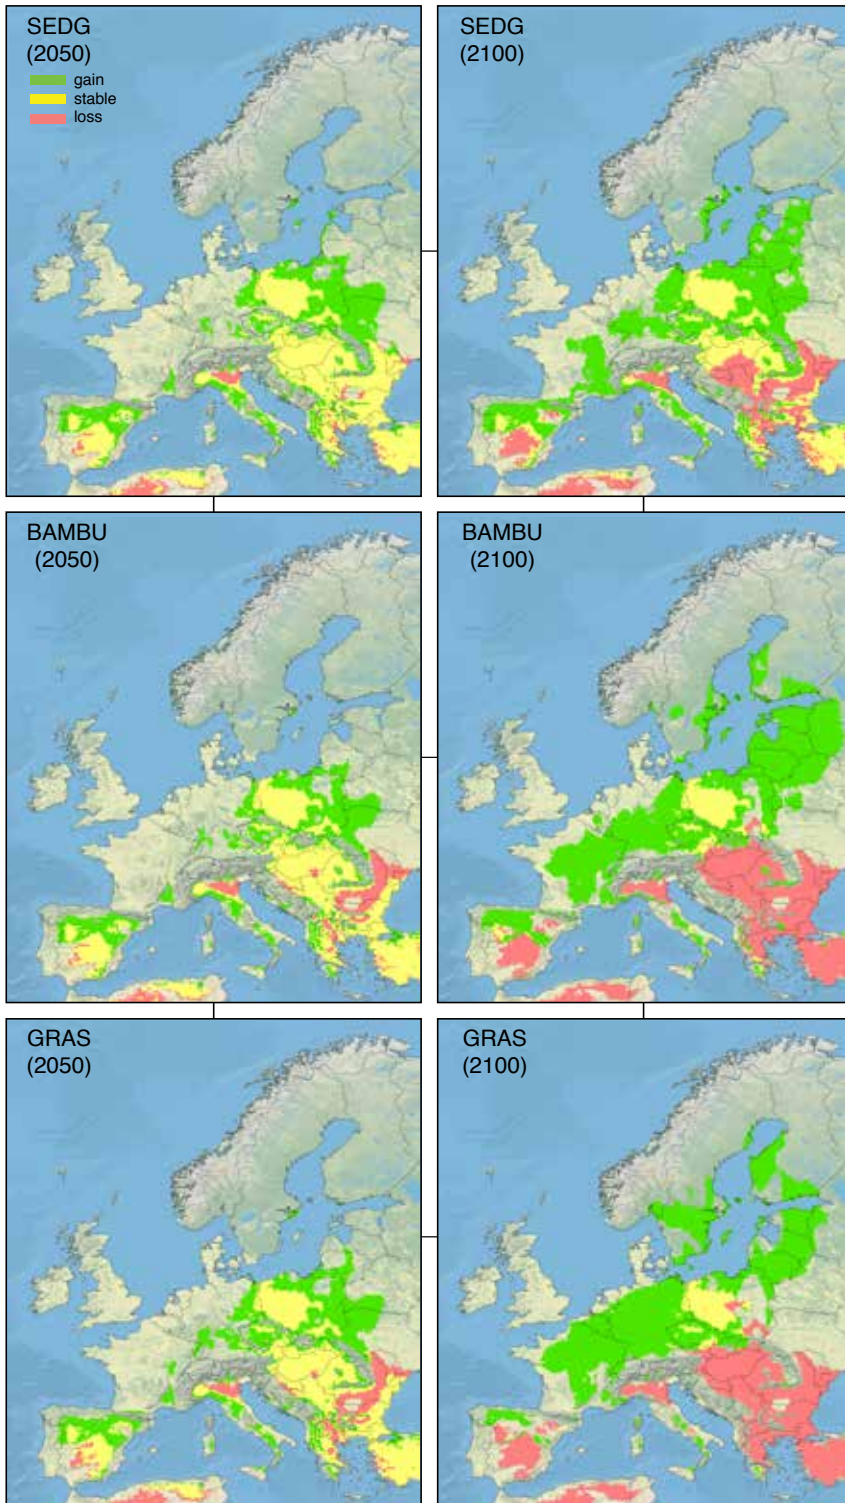 SEDG
(2050)
gain
stable
loss
SEDG
(2100)
BAMBU
(2050)
BAMBU
(2100)
GRAS
(2050)
GRAS
(2100)